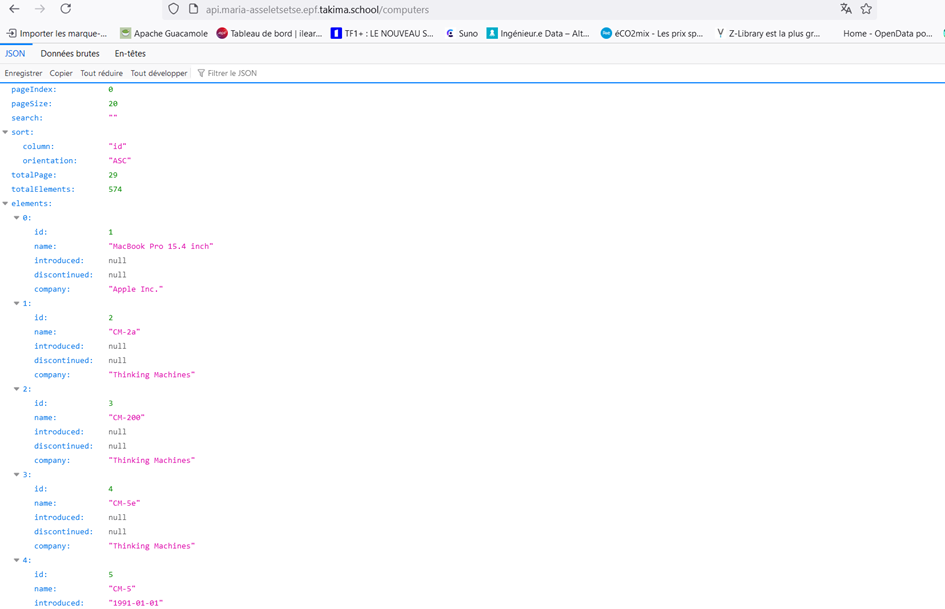 api.maria-asseletsetse.epf.takima.school/computers
Importer les marque-... Apache Guacamole Tableau de bord | ilear... TF1+ : LE NOUVEAU S... Suno Ingénieur.e Data – Alt... éCO2mix - Les prix sp... Z-Library est la plus gr... Home - OpenData po...
JSON Données brutes En-têtes
Enregistrer Copier Tout réduire Tout développer Filtrer le JSON
pageIndex: 0
pageSize: 20
search: ""
sort:
column: "id"
orientation: "ASC"
totalPage: 29
totalElements: 574
elements:
0:
id: 1
name: "MacBook Pro 15.4 inch"
introduced: null
discontinued: null
company: "Apple Inc."
1:
id: 2
name: "CM-2a"
introduced: null
discontinued: null
company: "Thinking Machines"
2:
id: 3
name: "CM-200"
introduced: null
discontinued: null
company: "Thinking Machines"
3:
id: 4
name: "CM-5e"
introduced: null
discontinued: null
company: "Thinking Machines"
4:
id: 5
name: "CM-5"
introduced: "1991-01-01"